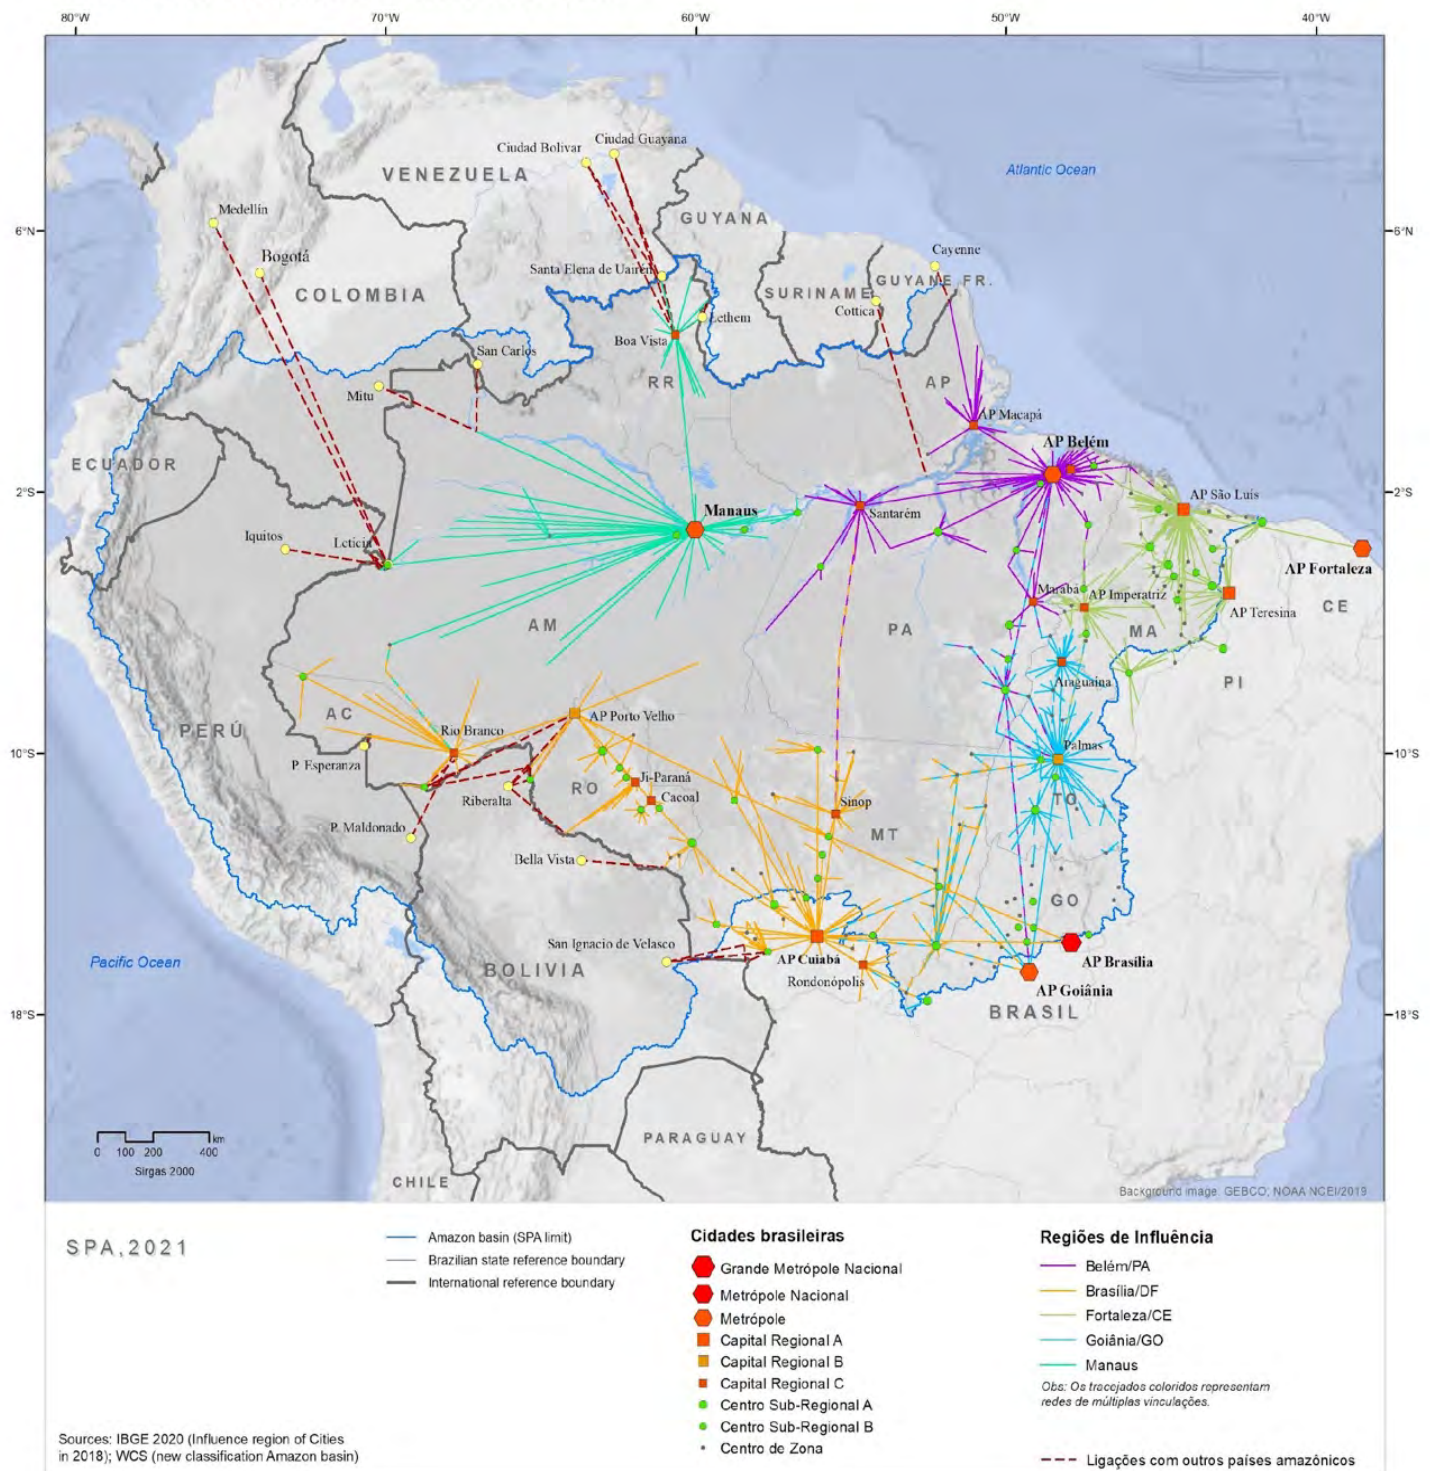 80°W 70°W 60°W 50°W 40°W
Ciudad Bolivar
Ciudad Guayana
VENEZUELA
Atlantic Ocean
Medellín
GUYANA
6°N 6°N
Bogotá
Cayenne
Santa Elena de Uairén
GUYANE FR.
COLOMBIA
SURINAME
Cottica
Lethem
Boa Vista
San Carlos
RR
AP
Mitu
AP Macapá
AP Belém
ECUADOR
2°S 2°S
AP São Luis
Manaus
Santarém
Iquitos
Leticia
AP Fortaleza
Marabá
AP Imperatriz
AP Teresina
CE
AM
PA
MA
Araguaina
PI
PERÚ
AC
AP Porto Velho
Rio Branco
Palmas
10°S 10°S
P. Esperanza
Riberalta
RO
Ji-Paraná
Cacoal
Sinop
TO
P. Maldonado
MT
Bella Vista
GO
San Ignacio de Velasco
Pacific Ocean
BOLIVIA
AP Cuiabá
AP Brasília
Rondonópolis
AP Goiânia
BRASIL
18°S 18°S
PARAGUAY
km
0 100 200 400
Sirgas 2000
CHILE
Background image: GEBCO; NOAA NCEI/2019
SPA,2021
Amazon basin (SPA limit)
Brazilian state reference boundary
International reference boundary
Cidades brasileiras
Grande Metrópole Nacional
Metrópole Nacional
Metrópole
Capital Regional A
Capital Regional B
Capital Regional C
Centro Sub-Regional A
Centro Sub-Regional B
Centro de Zona
Regiões de Influência
Belém/PA
Brasília/DF
Fortaleza/CE
Goiânia/GO
Manaus
Obs: Os tracejados coloridos representam
redes de múltiplas vinculações.
Ligações com outros países amazônicos
Sources: IBGE 2020 (Influence region of Cities
in 2018); WCS (new classification Amazon basin)